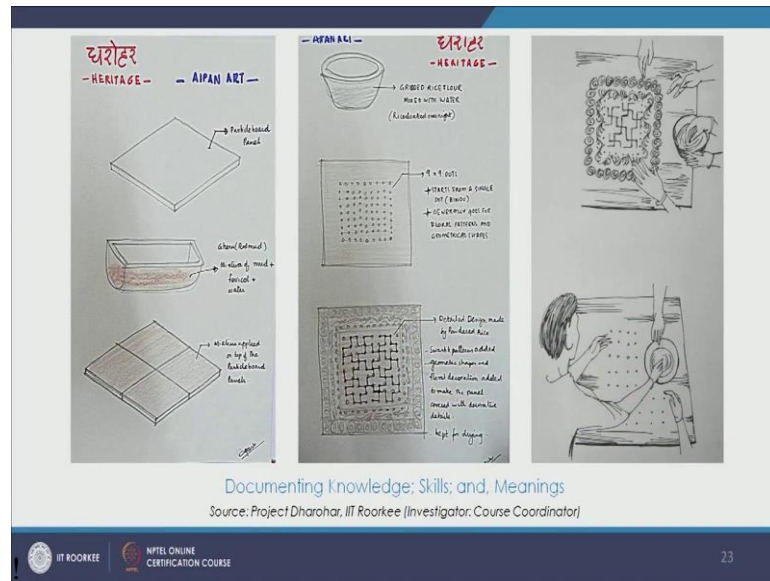 धरोहर
- HERITAGE -
- AIPAN ART -
Particleboard
Panel
Gheru (Red mud)
Mixture of mud +
fevicol +
water
Mixture applied
on top of the
Particleboard
Panels
धरोहर
- HERITAGE -
GRINDED RICE FLOUR
MIXED WITH WATER
(Rice soaked overnight)
9 x 9 DOTS
STARTS FROM A SINGLE
DOT (BINDU)
GENERALLY GOES FOR
FLORAL PATTERNS AND
GEOMETRICAL SHAPES
Detailed Design made
by Powdered Rice
patterns added
geometric shapes and
floral decoration added
to make the panel
covered with decorative
details.
- kept for drying
Documenting Knowledge; Skills; and, Meanings
Source: Project Dharohar, IIT Roorkee (Investigator: Course Coordinator)
!
IIT ROORKEE
NPTEL ONLINE
CERTIFICATION COURSE
23